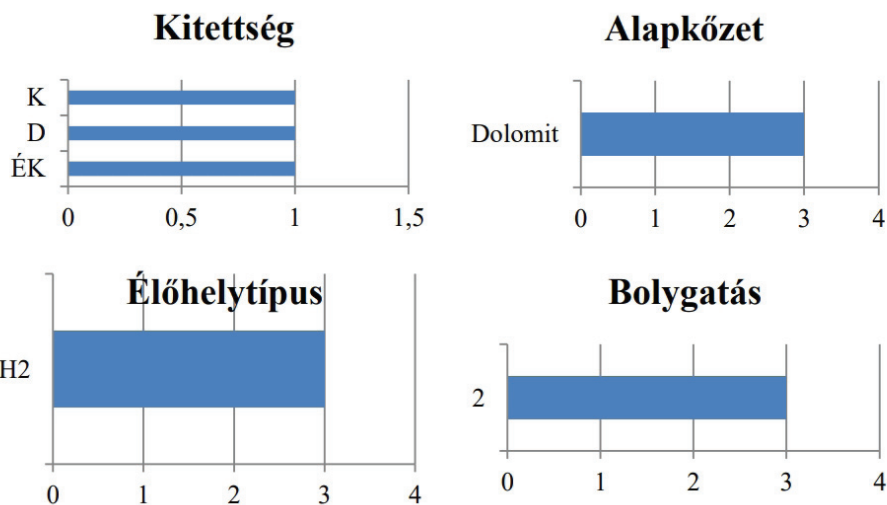 Kitettség
K
D
ÉK
0 0,5 1 1,5
Alapkőzet
Dolomit
0 1 2 3 4
Élőhelytípus
H2
0 1 2 3 4
Bolygatás
2
0 1 2 3 4